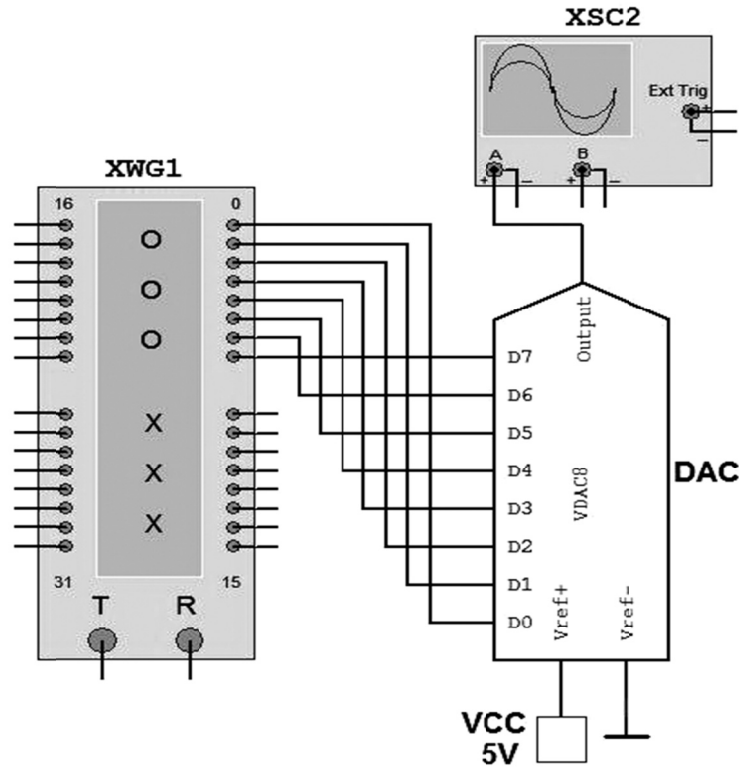 XSC2
Ext Trig
+
−
A
B
+
−
+
−
XWG1
16
0
O
O
O
X
X
X
31
15
T
R
Output
D7
D6
D5
D4
D3
D2
D1
D0
VDAC8
DAC
Vref+
Vref-
VCC
5V